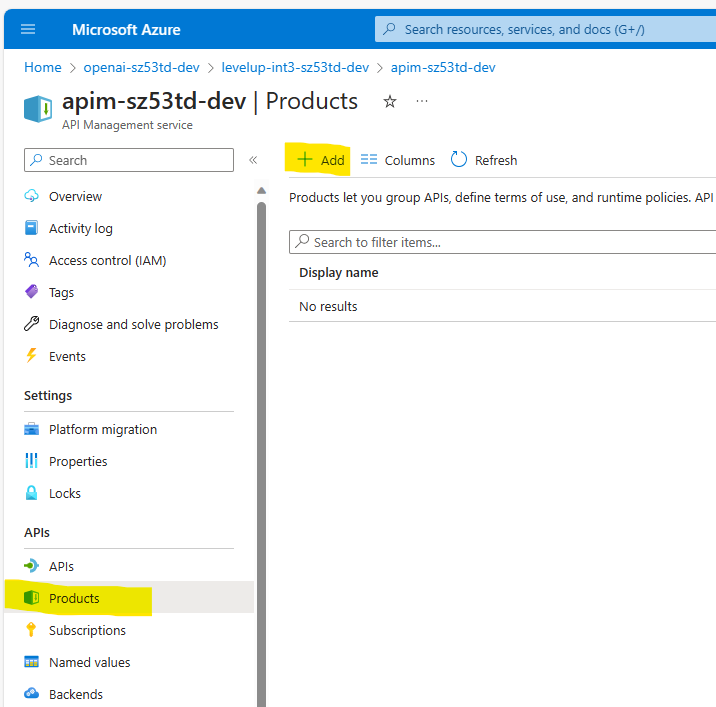 Microsoft Azure
Search resources, services, and docs (G+/)
Home > openai-sz53td-dev > levelup-int3-sz53td-dev > apim-sz53td-dev
apim-sz53td-dev | Products
API Management service
Search
Add
Columns
Refresh
Overview
Activity log
Access control (IAM)
Tags
Diagnose and solve problems
Events
Settings
Platform migration
Properties
Locks
APIs
APIs
Products
Subscriptions
Named values
Backends
Products let you group APIs, define terms of use, and runtime policies. API
Search to filter items...
Display name
No results